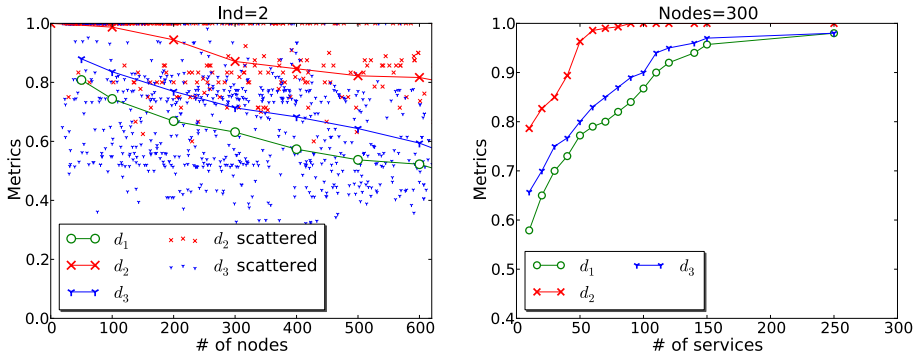 Ind=2
Metrics
1.0
0.8
0.6
0.4
0.2
0.0
d1
d2
d3
d2 scattered
d3 scattered
0 100 200 300 400 500 600
# of nodes
Nodes=300
Metrics
1.0
0.9
0.8
0.7
0.6
0.5
0.4
d1
d2
d3
0 50 100 150 200 250 300
# of services